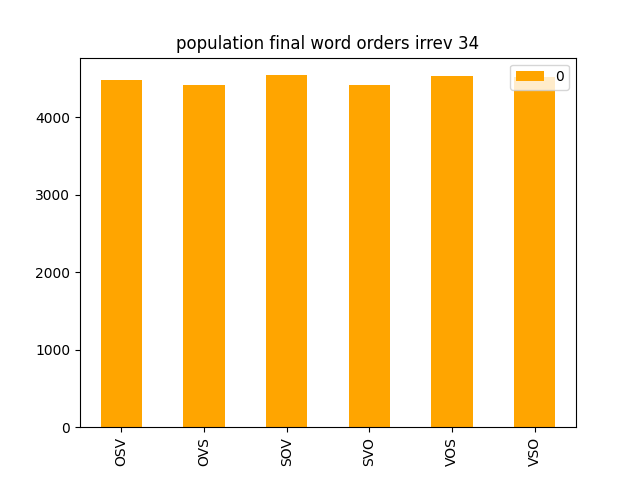 population final word orders irrev 34
0
4000
3000
2000
1000
0
OSV
OVS
SOV
SVO
VOS
VSO